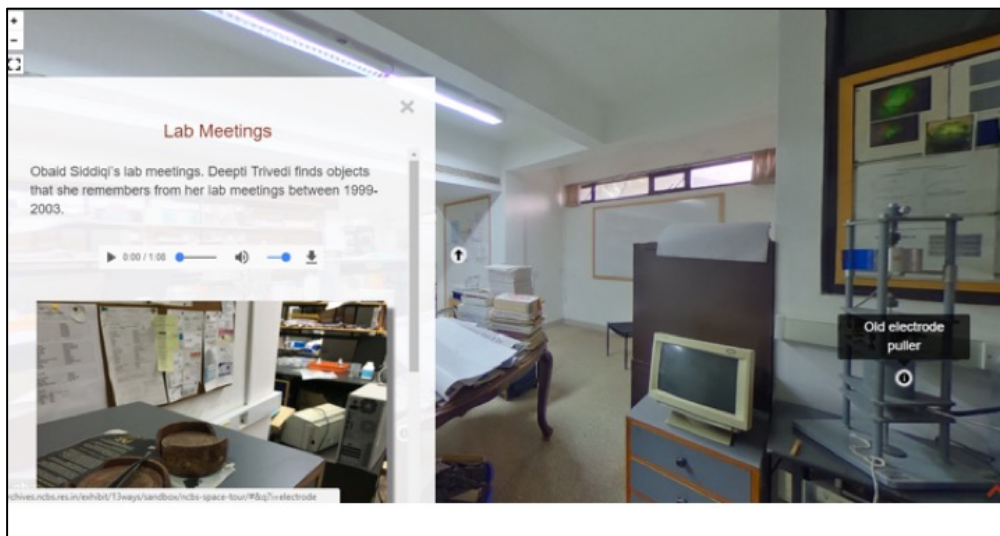 Lab Meetings
Obaid Siddiqi's lab meetings. Deepti Trivedi finds objects
that she remembers from her lab meetings between 1999-
2003.
0:00 / 1:08
Old electrode
puller
archives.ncbs.res.in/exhibit/13ways/sandbox/ncbs-space-tour/#&q?i=electrode